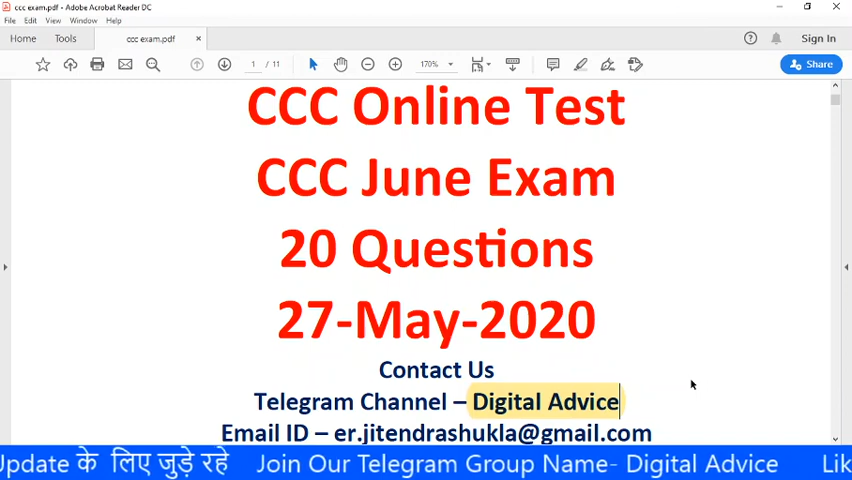 ccc exam.pdf - Adobe Acrobat Reader DC
File Edit View Window Help
Home Tools ccc exam.pdf × Sign In
1 / 11 170% Share
CCC Online Test
CCC June Exam
20 Questions
27-May-2020
Contact Us
Telegram Channel – Digital Advice
Email ID – er.jitendrashukla@gmail.com
Update के लिए जुड़े रहे Join Our Telegram Group Name- Digital Advice Lik